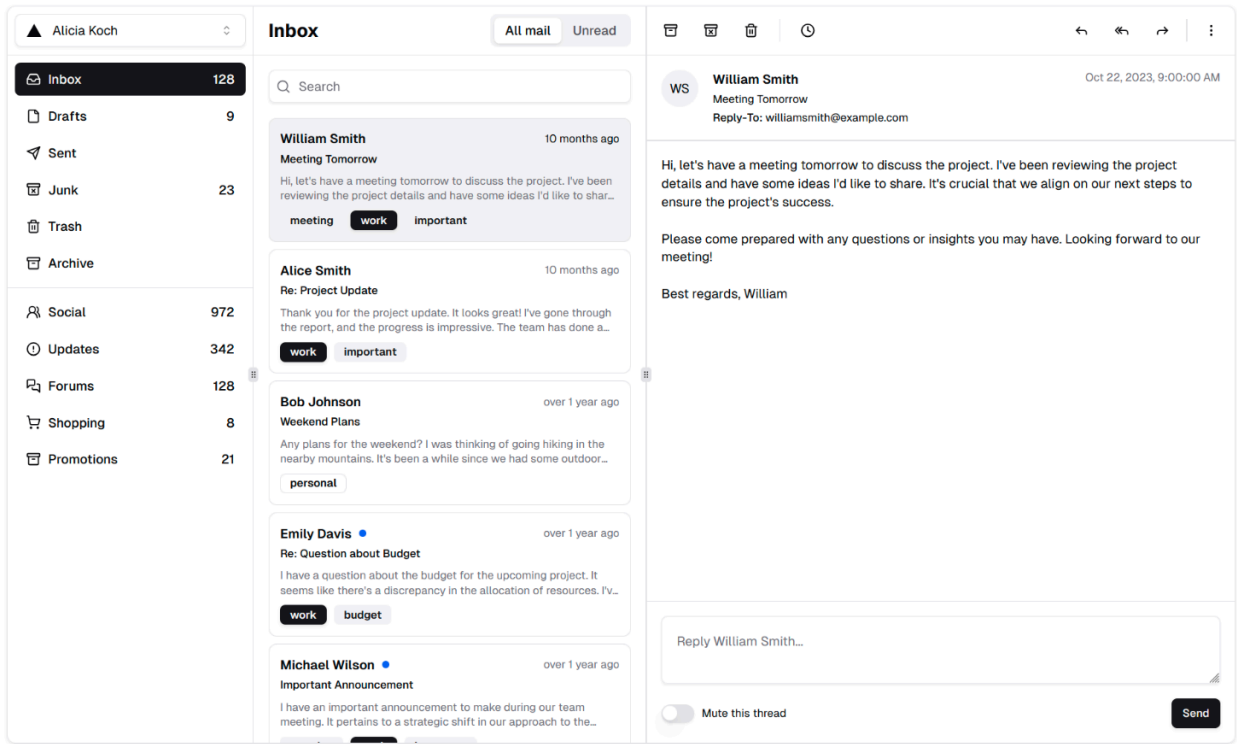 Alicia Koch
Inbox 128
Drafts 9
Sent
Junk 23
Trash
Archive
Social 972
Updates 342
Forums 128
Shopping 8
Promotions 21
Inbox
All mail Unread
Search
William Smith 10 months ago
Meeting Tomorrow
Hi, let's have a meeting tomorrow to discuss the project. I've been
reviewing the project details and have some ideas I'd like to shar...
meeting work important
Alice Smith 10 months ago
Re: Project Update
Thank you for the project update. It looks great! I've gone through
the report, and the progress is impressive. The team has done a...
work important
Bob Johnson over 1 year ago
Weekend Plans
Any plans for the weekend? I was thinking of going hiking in the
nearby mountains. It's been a while since we had some outdoor...
personal
Emily Davis over 1 year ago
Re: Question about Budget
I have a question about the budget for the upcoming project. It
seems like there's a discrepancy in the allocation of resources. I'v...
work budget
Michael Wilson over 1 year ago
Important Announcement
I have an important announcement to make during our team
meeting. It pertains to a strategic shift in our approach to the...
WS
William Smith Oct 22, 2023, 9:00:00 AM
Meeting Tomorrow
Reply-To: williamsmith@example.com
Hi, let's have a meeting tomorrow to discuss the project. I've been reviewing the project
details and have some ideas I'd like to share. It's crucial that we align on our next steps to
ensure the project's success.
Please come prepared with any questions or insights you may have. Looking forward to our
meeting!
Best regards, William
Reply William Smith...
Mute this thread
Send